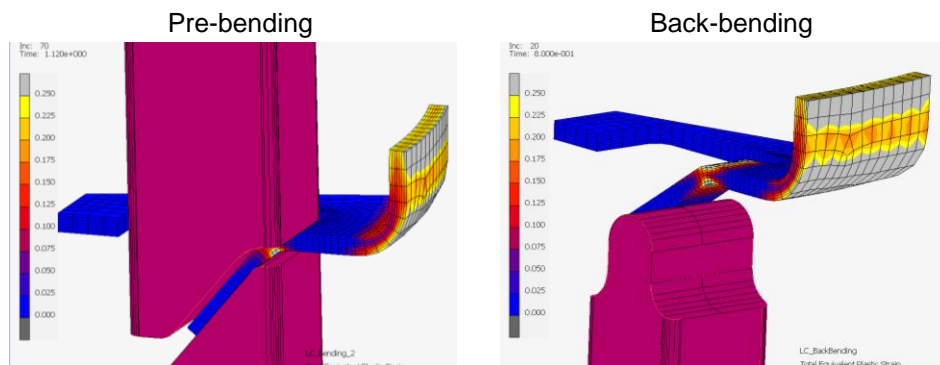 Pre-bending
Back-bending
Inc: 70
Time: 1.120e+000
0.250
0.225
0.200
0.175
0.150
0.125
0.100
0.075
0.050
0.025
0.000
LC_bending_2
Inc: 20
Time: 8.000e-001
0.250
0.225
0.200
0.175
0.150
0.125
0.100
0.075
0.050
0.025
0.000
LC_BackBending
Total Equivalent Plastic Strain